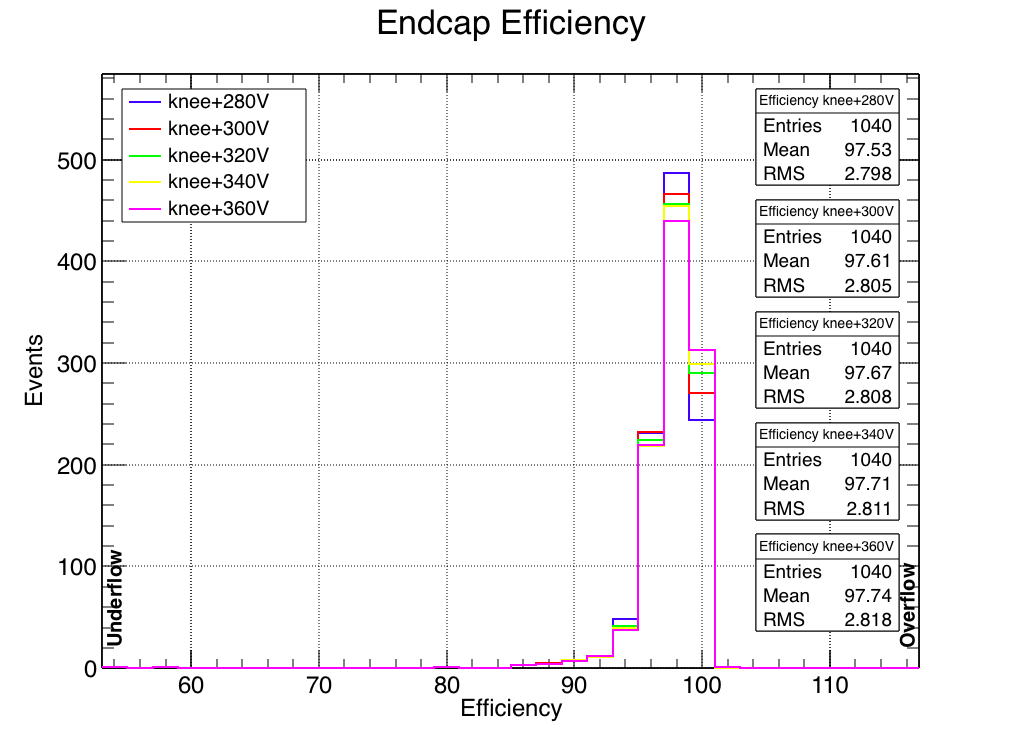 Endcap Efficiency
knee+280V
knee+300V
knee+320V
knee+340V
knee+360V
Efficiency knee+280V
Entries 1040
Mean 97.53
RMS 2.798
Efficiency knee+300V
Entries 1040
Mean 97.61
RMS 2.805
Efficiency knee+320V
Entries 1040
Mean 97.67
RMS 2.808
Efficiency knee+340V
Entries 1040
Mean 97.71
RMS 2.811
Efficiency knee+360V
Entries 1040
Mean 97.74
RMS 2.818
Events
500
400
300
200
100
0
Underflow
Overflow
60 70 80 90 100 110
Efficiency